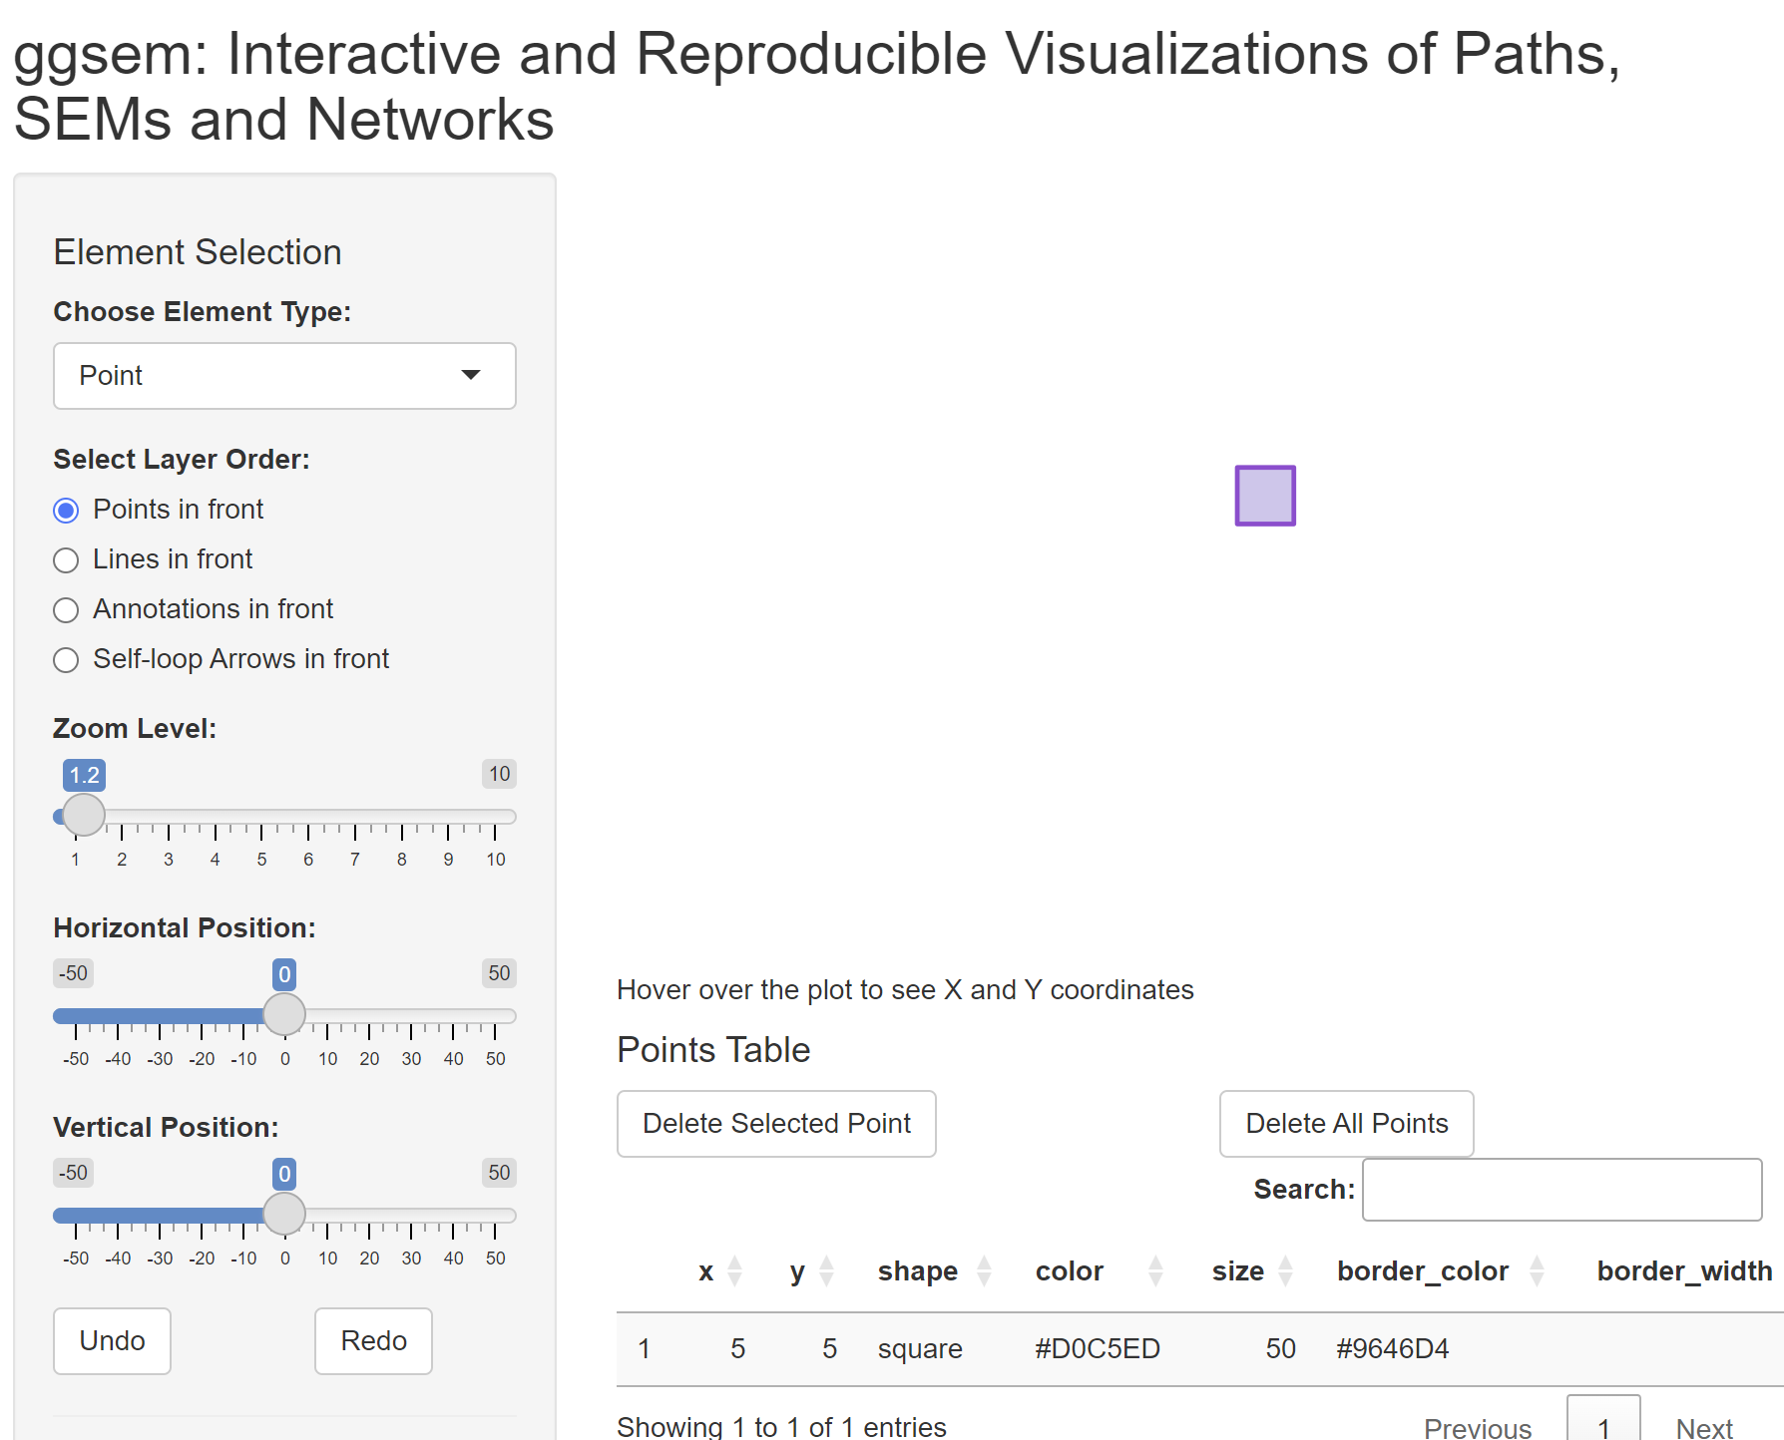 ggsem: Interactive and Reproducible Visualizations of Paths,
SEMs and Networks
Element Selection
Choose Element Type:
Point
Select Layer Order:
Points in front
Lines in front
Annotations in front
Self-loop Arrows in front
Zoom Level:
1.2 10
1 2 3 4 5 6 7 8 9 10
Horizontal Position:
-50 0 50
-50 -40 -30 -20 -10 0 10 20 30 40 50
Vertical Position:
-50 0 50
-50 -40 -30 -20 -10 0 10 20 30 40 50
Undo Redo
Hover over the plot to see X and Y coordinates
Points Table
Delete Selected Point Delete All Points
Search:
x y shape color size border_color border_width
1 5 5 square #D0C5ED 50 #9646D4
Showing 1 to 1 of 1 entries
Previous 1 Next